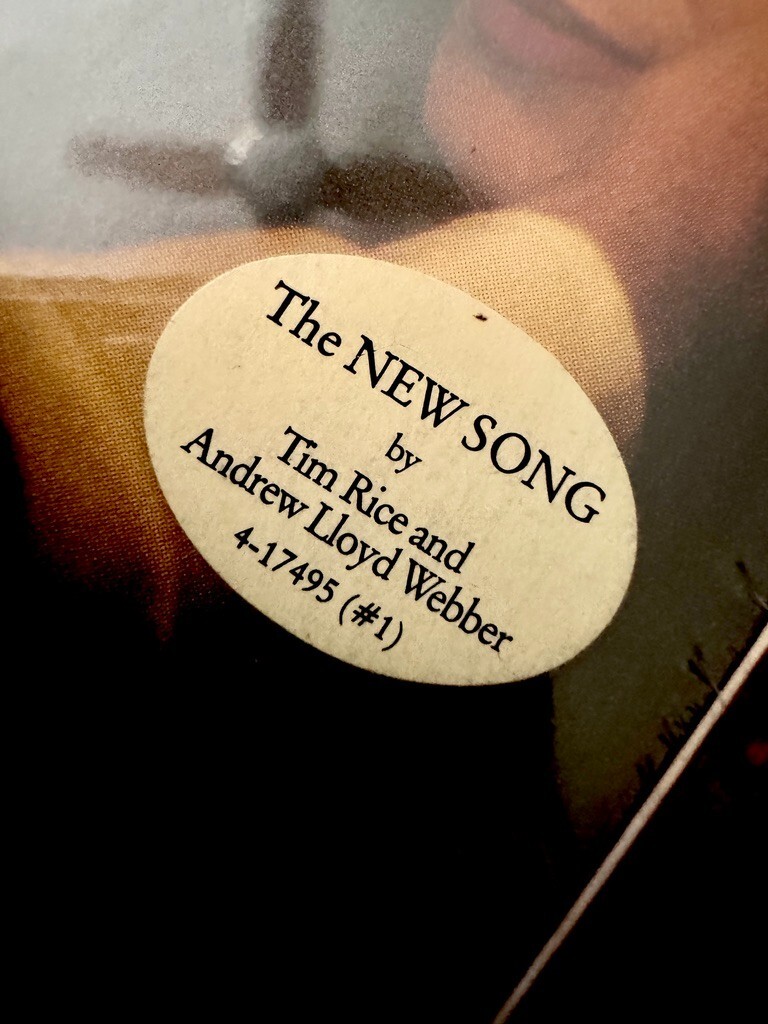 The NEW SONG
by
Tim Rice and
Andrew Lloyd Webber
4-17495 (#1)